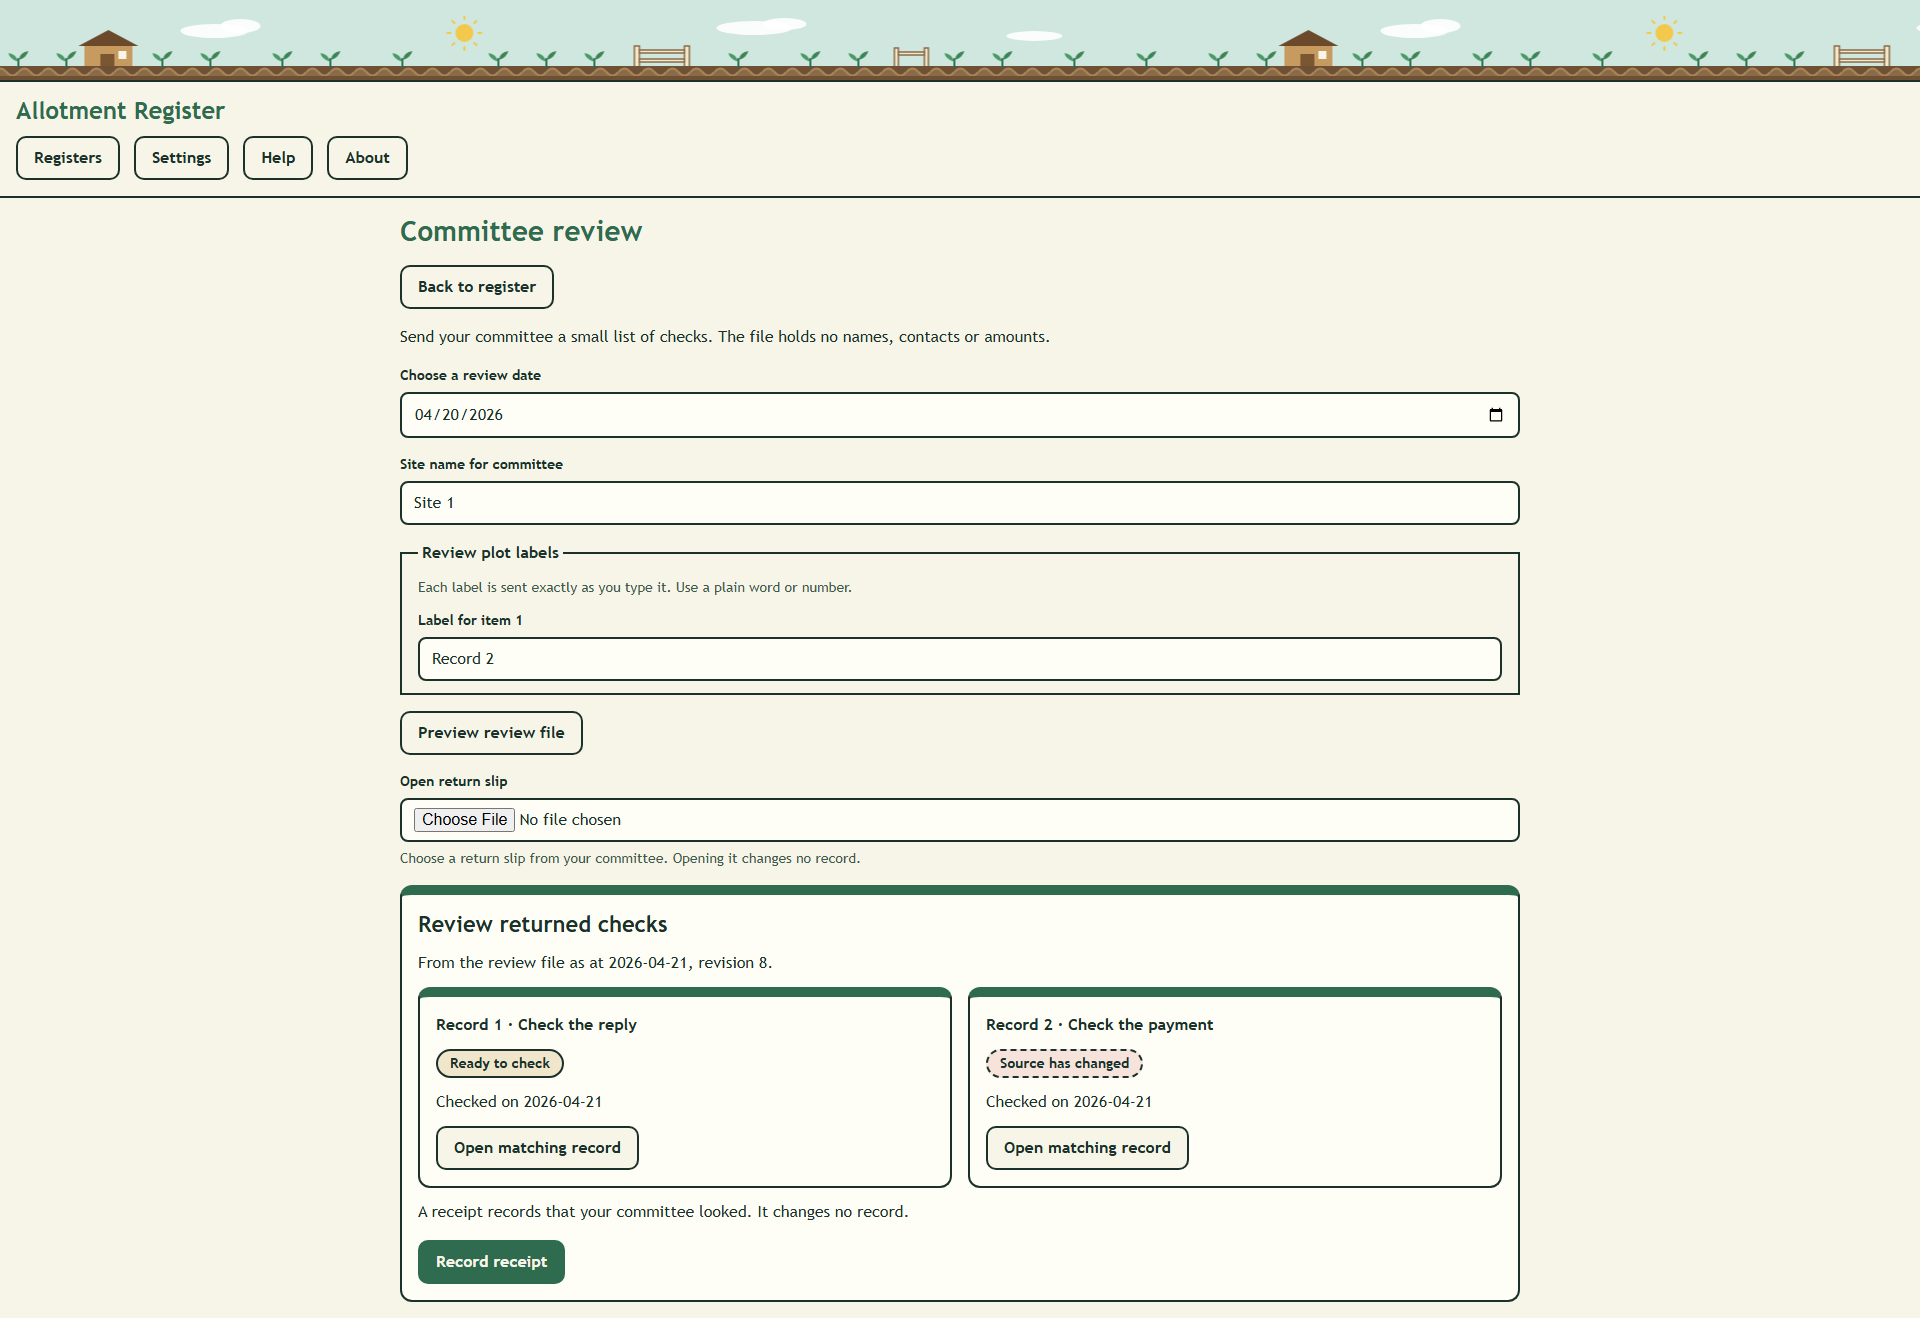 Allotment Register
Registers
Settings
Help
About
Committee review
Back to register
Send your committee a small list of checks. The file holds no names, contacts or amounts.
Choose a review date
04/20/2026
Site name for committee
Site 1
Review plot labels
Each label is sent exactly as you type it. Use a plain word or number.
Label for item 1
Record 2
Preview review file
Open return slip
Choose File No file chosen
Choose a return slip from your committee. Opening it changes no record.
Review returned checks
From the review file as at 2026-04-21, revision 8.
Record 1 · Check the reply
Ready to check
Checked on 2026-04-21
Open matching record
Record 2 · Check the payment
Source has changed
Checked on 2026-04-21
Open matching record
A receipt records that your committee looked. It changes no record.
Record receipt